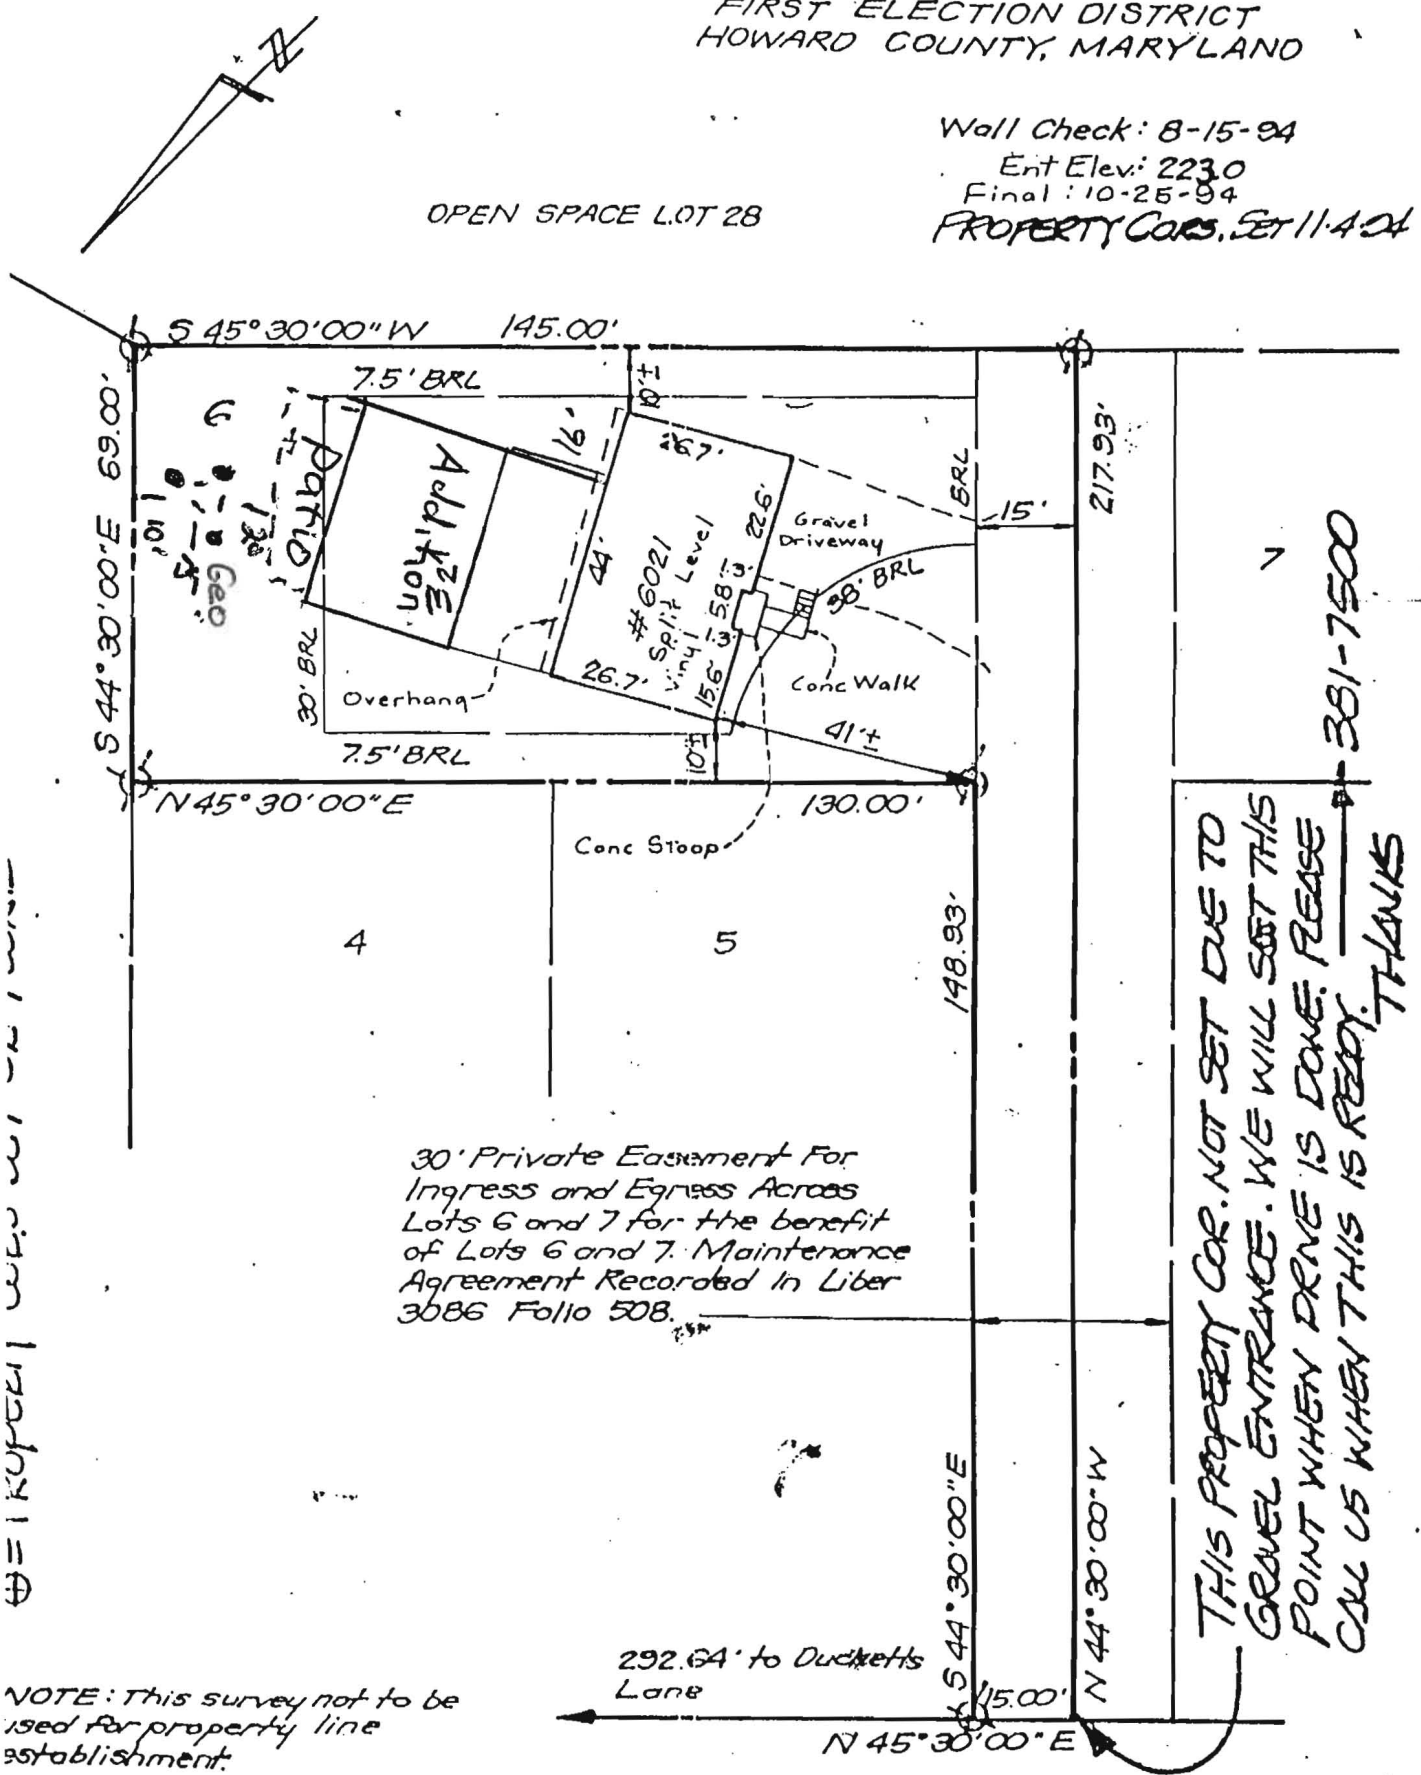 FIRST ELECTION DISTRICT
HOWARD COUNTY, MARYLAND
N
Wall Check: 8-15-94
Ent Elev.: 223.0
Final: 10-25-94
PROPERTY CORS. SET 11-4-94
OPEN SPACE LOT 28
S 45°30'00" W 145.00'
7.5' BRL
10'±
S 44°30'00"E 69.00'
6
Patio
Addition
16'
26.7'
22.6'
44'
#6021
Split Level
Vinyl
1.3'
5.8'
1.3'
15.6'
26.7'
Gravel
Driveway
BRL
15'
217.93'
38' BRL
Conc Walk
7
10'
Geo
30' BRL
Overhang
7.5' BRL
10'±
41'±
N 45°30'00"E
130.00'
Conc Stoop
4
5
148.93'
30' Private Easement For
Ingress and Egress Across
Lots 6 and 7 for the benefit
of Lots 6 and 7. Maintenance
Agreement Recorded In Liber
3086 Folio 508.
THIS PROPERTY COR. NOT SET DUE TO
GRAVEL ENTRANCE. WE WILL SET THIS
POINT WHEN DRIVE IS DONE. PLEASE
CALL US WHEN THIS IS READY.
381-7500
THANKS
S 44°30'00"E
N 44°30'00"W
292.64' to Ducketts
Lane
15.00'
N 45°30'00"E
NOTE: This survey not to be
used for property line
establishment.